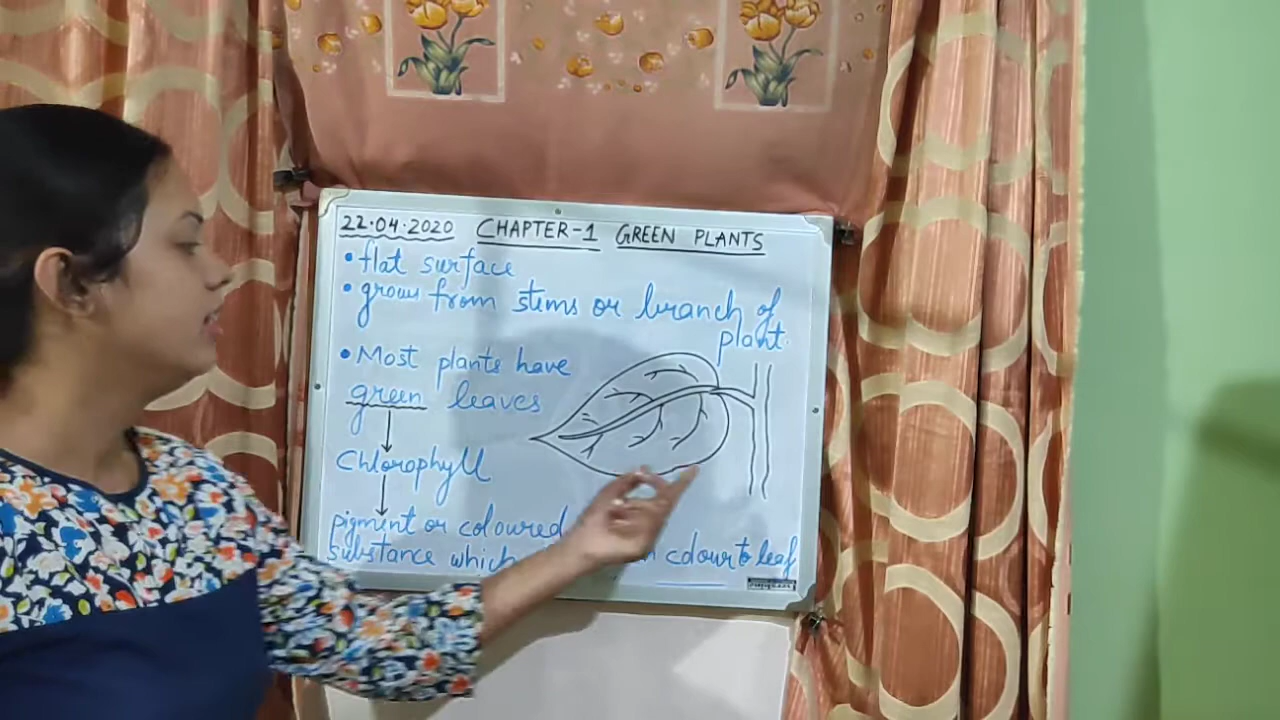 22.04.2020 CHAPTER-1 GREEN PLANTS
• flat surface
• grows from stems or branch of
plant.
• Most plants have
green leaves
Chlorophyll
pigment or coloured
substance which colour to leaf